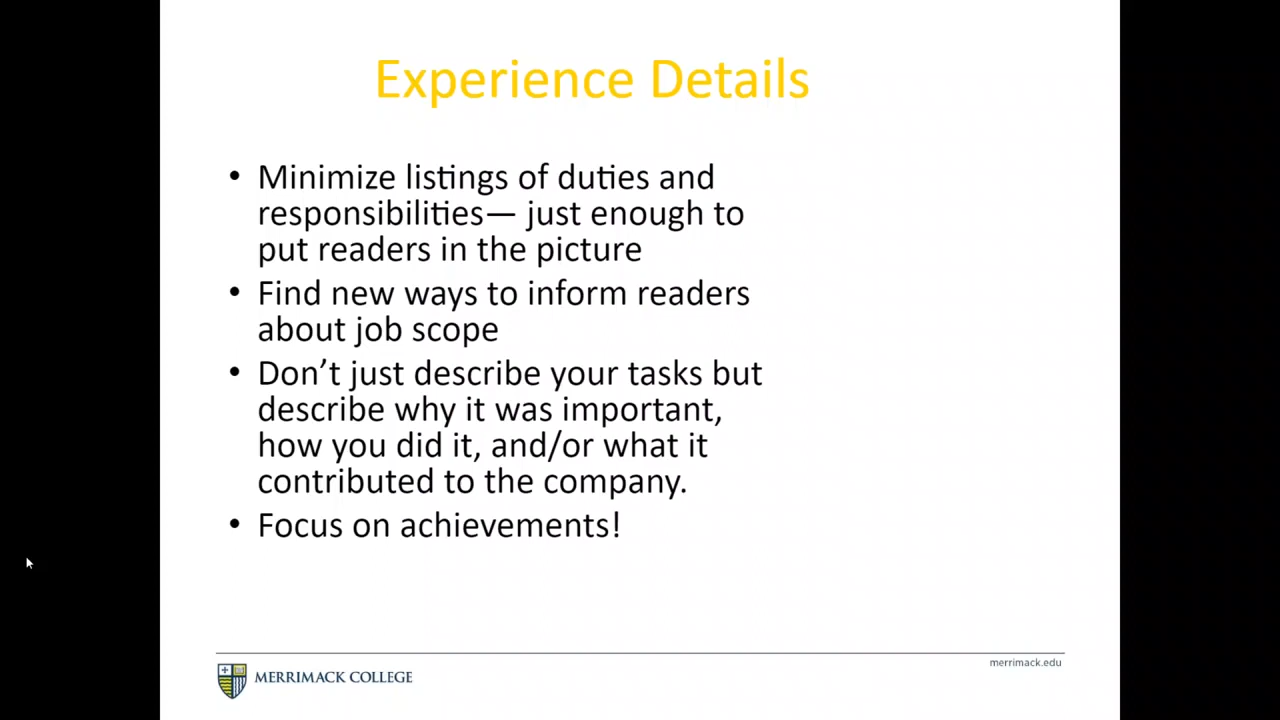 Experience Details
• Minimize listings of duties and
responsibilities— just enough to
put readers in the picture
• Find new ways to inform readers
about job scope
• Don’t just describe your tasks but
describe why it was important,
how you did it, and/or what it
contributed to the company.
• Focus on achievements!
merrimack.edu
MERRIMACK COLLEGE